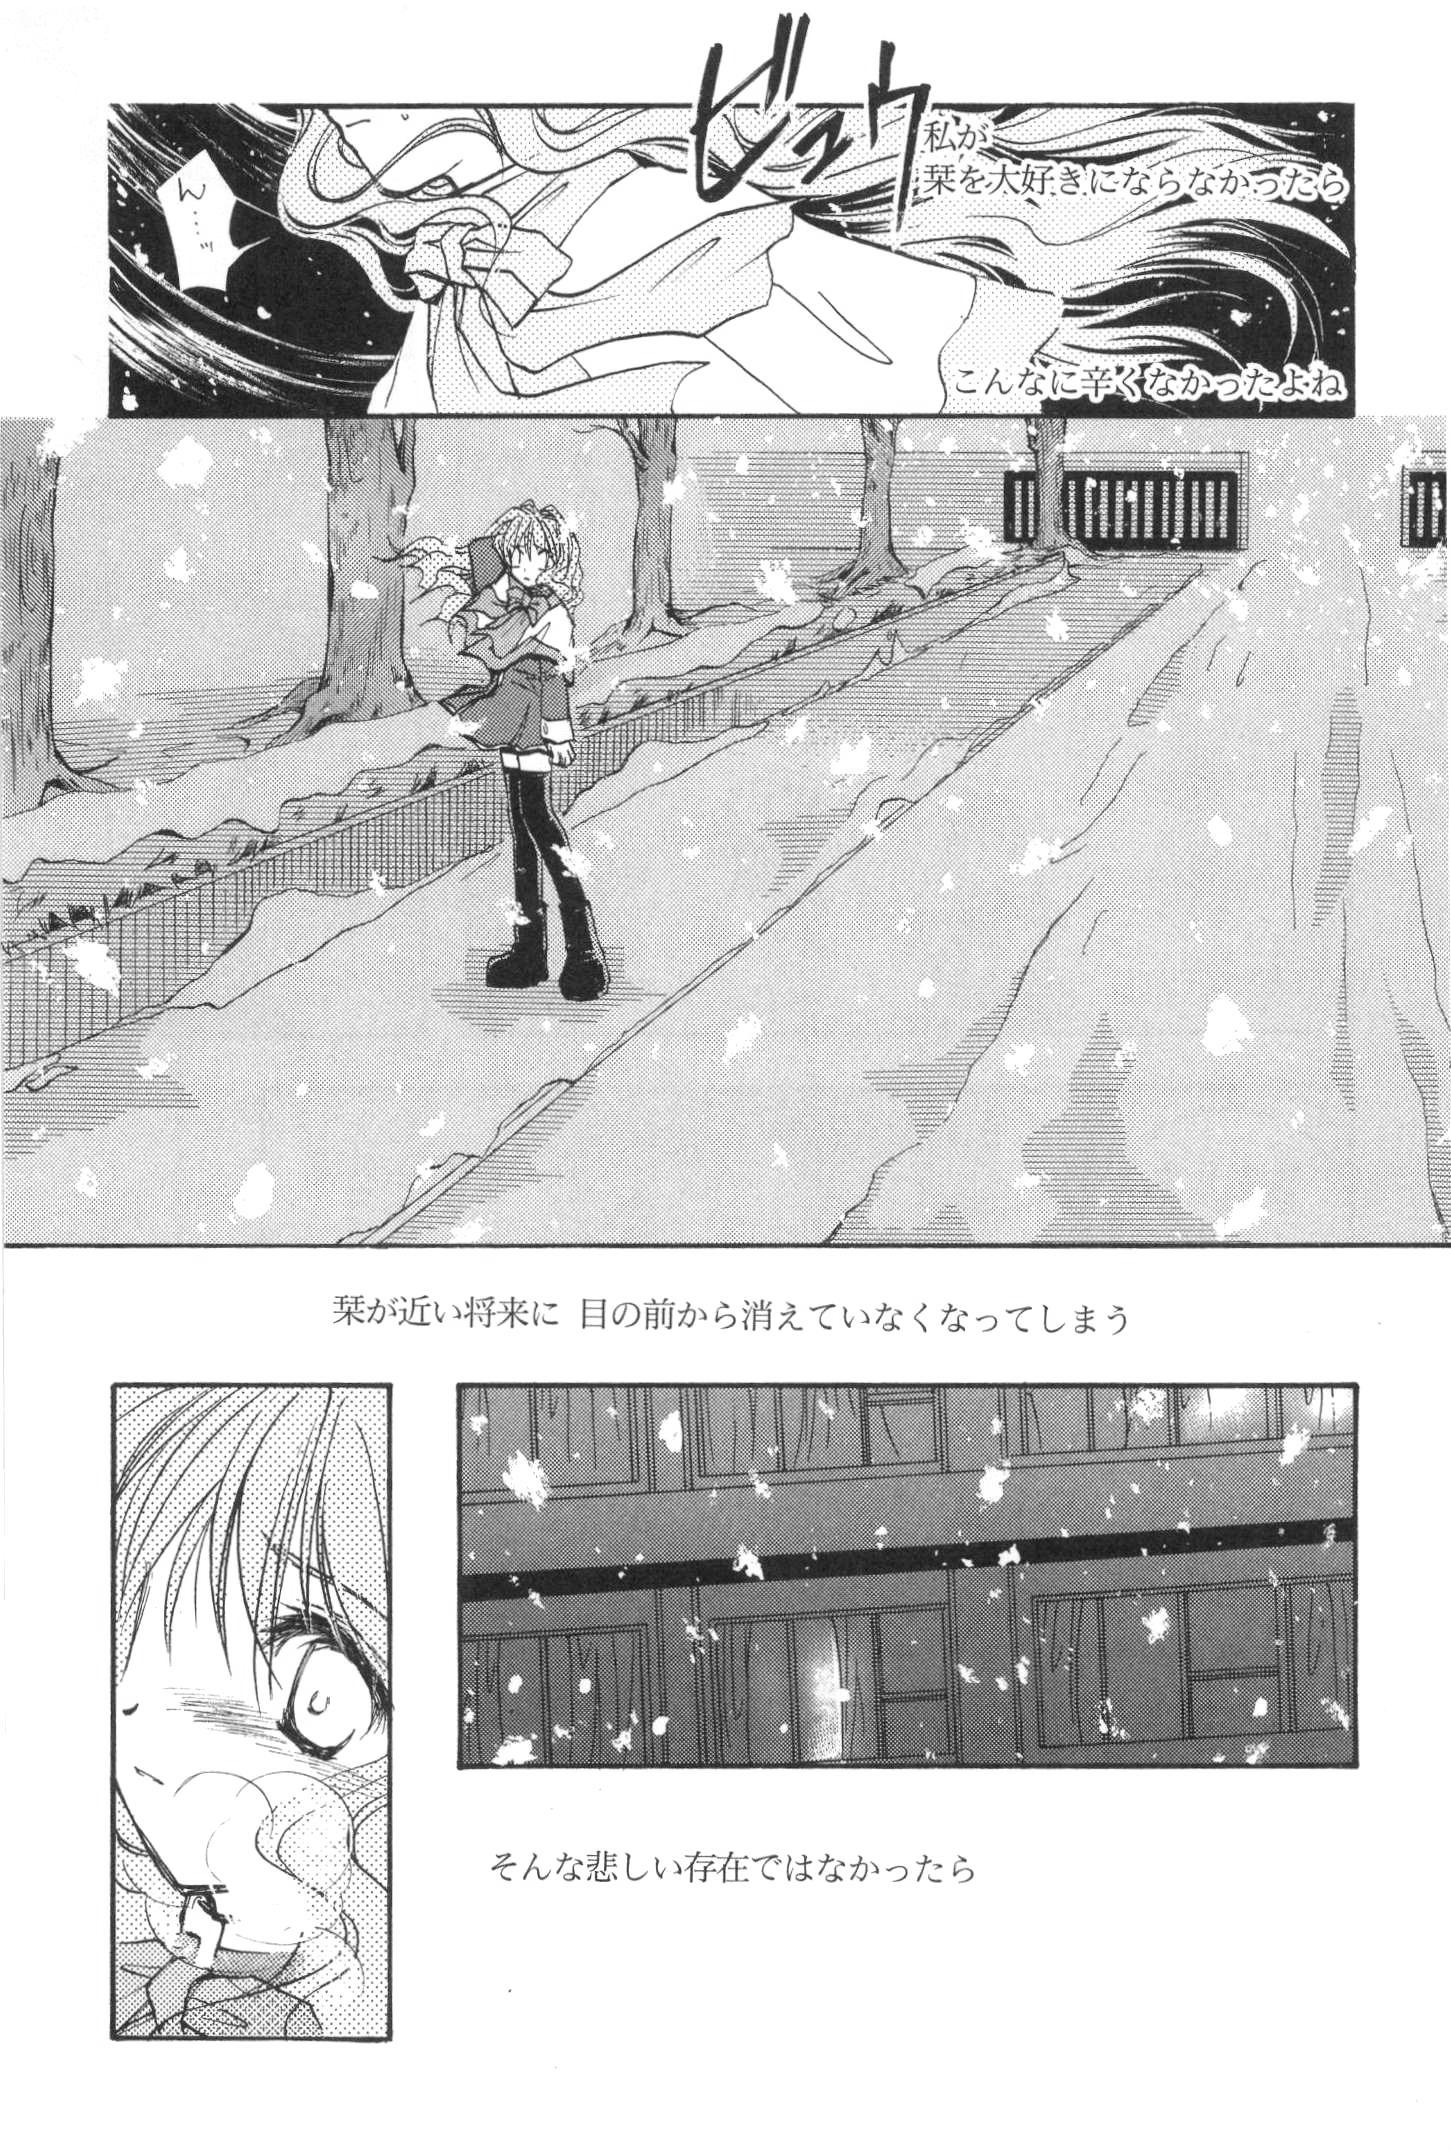 ビュウ
私が
栞を大好きにならなかったら
ん…ッ
こんなに辛くなかったよね
栞が近い将来に 目の前から消えていなくなってしまう
そんな悲しい存在ではなかったら